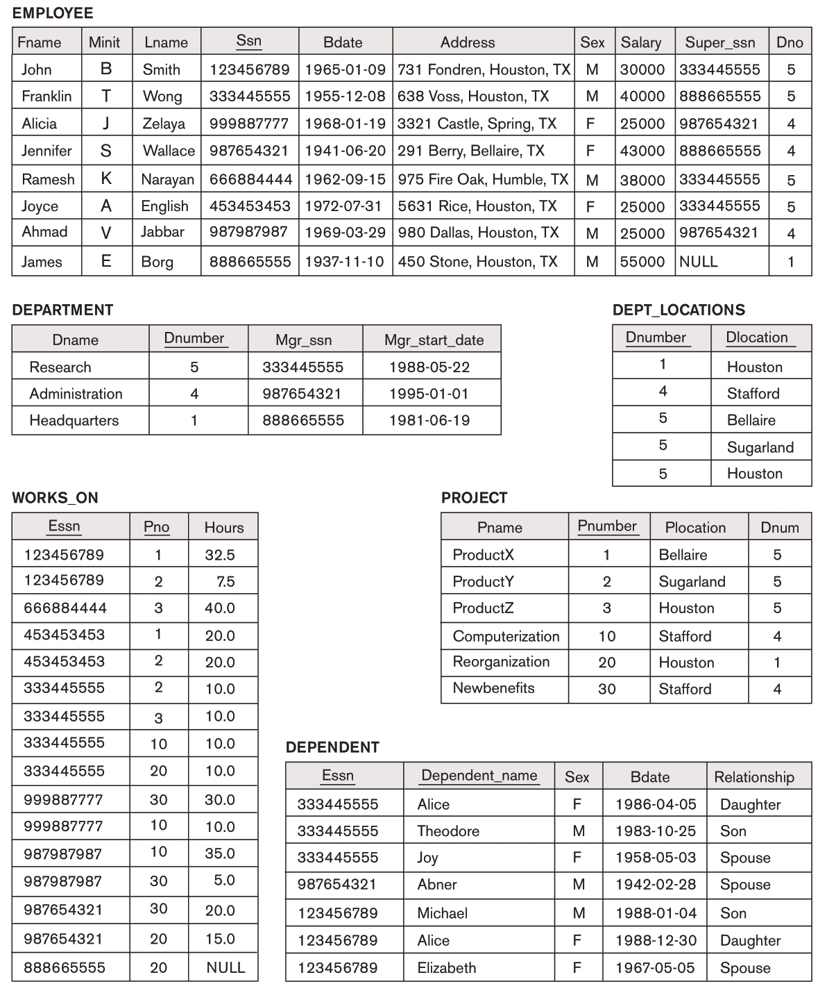 EMPLOYEE
Fname Minit Lname Ssn Bdate Address Sex Salary Super_ssn Dno
John B Smith 123456789 1965-01-09 731 Fondren, Houston, TX M 30000 333445555 5
Franklin T Wong 333445555 1955-12-08 638 Voss, Houston, TX M 40000 888665555 5
Alicia J Zelaya 999887777 1968-01-19 3321 Castle, Spring, TX F 25000 987654321 4
Jennifer S Wallace 987654321 1941-06-20 291 Berry, Bellaire, TX F 43000 888665555 4
Ramesh K Narayan 666884444 1962-09-15 975 Fire Oak, Humble, TX M 38000 333445555 5
Joyce A English 453453453 1972-07-31 5631 Rice, Houston, TX F 25000 333445555 5
Ahmad V Jabbar 987987987 1969-03-29 980 Dallas, Houston, TX M 25000 987654321 4
James E Borg 888665555 1937-11-10 450 Stone, Houston, TX M 55000 NULL 1
DEPARTMENT
Dname Dnumber Mgr_ssn Mgr_start_date
Research 5 333445555 1988-05-22
Administration 4 987654321 1995-01-01
Headquarters 1 888665555 1981-06-19
DEPT_LOCATIONS
Dnumber Dlocation
1 Houston
4 Stafford
5 Bellaire
5 Sugarland
5 Houston
WORKS_ON
Essn Pno Hours
123456789 1 32.5
123456789 2 7.5
666884444 3 40.0
453453453 1 20.0
453453453 2 20.0
333445555 2 10.0
333445555 3 10.0
333445555 10 10.0
333445555 20 10.0
999887777 30 30.0
999887777 10 10.0
987987987 10 35.0
987987987 30 5.0
987654321 30 20.0
987654321 20 15.0
888665555 20 NULL
PROJECT
Pname Pnumber Plocation Dnum
ProductX 1 Bellaire 5
ProductY 2 Sugarland 5
ProductZ 3 Houston 5
Computerization 10 Stafford 4
Reorganization 20 Houston 1
Newbenefits 30 Stafford 4
DEPENDENT
Essn Dependent_name Sex Bdate Relationship
333445555 Alice F 1986-04-05 Daughter
333445555 Theodore M 1983-10-25 Son
333445555 Joy F 1958-05-03 Spouse
987654321 Abner M 1942-02-28 Spouse
123456789 Michael M 1988-01-04 Son
123456789 Alice F 1988-12-30 Daughter
123456789 Elizabeth F 1967-05-05 Spouse